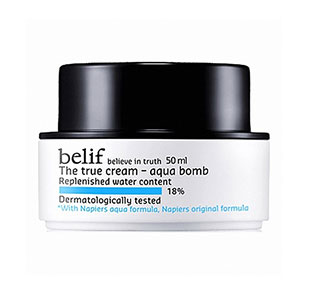 belif believe in truth 50 ml
The true cream – aqua bomb
Replenished water content
18%
Dermatologically tested
*With Napiers aqua formula, Napiers original formula